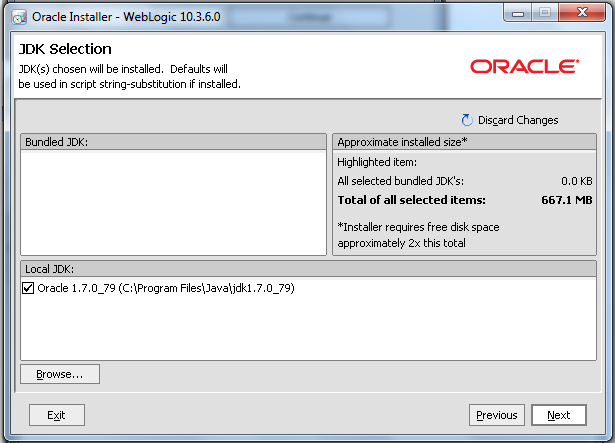 Oracle Installer - WebLogic 10.3.6.0
JDK Selection
JDK(s) chosen will be installed. Defaults will
be used in script string-substitution if installed.
ORACLE®
Discard Changes
Bundled JDK:
Approximate installed size*
Highlighted item:
All selected bundled JDK's: 0.0 KB
Total of all selected items: 667.1 MB
*Installer requires free disk space
approximately 2x this total
Local JDK:
Oracle 1.7.0_79 (C:\Program Files\Java\jdk1.7.0_79)
Browse...
Exit
Previous
Next